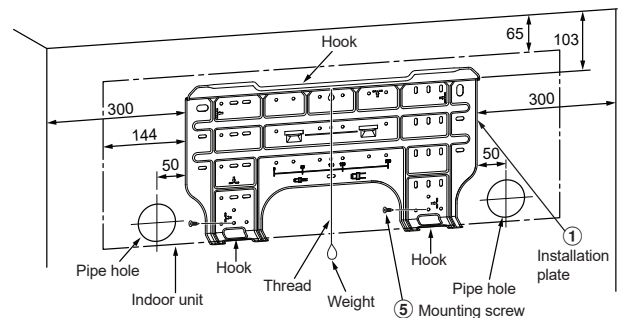 65
103
Hook
300
300
144
50
50
①
Installation
plate
Hook
Hook
Pipe hole
Thread
Pipe hole
Indoor unit
Weight
⑤ Mounting screw